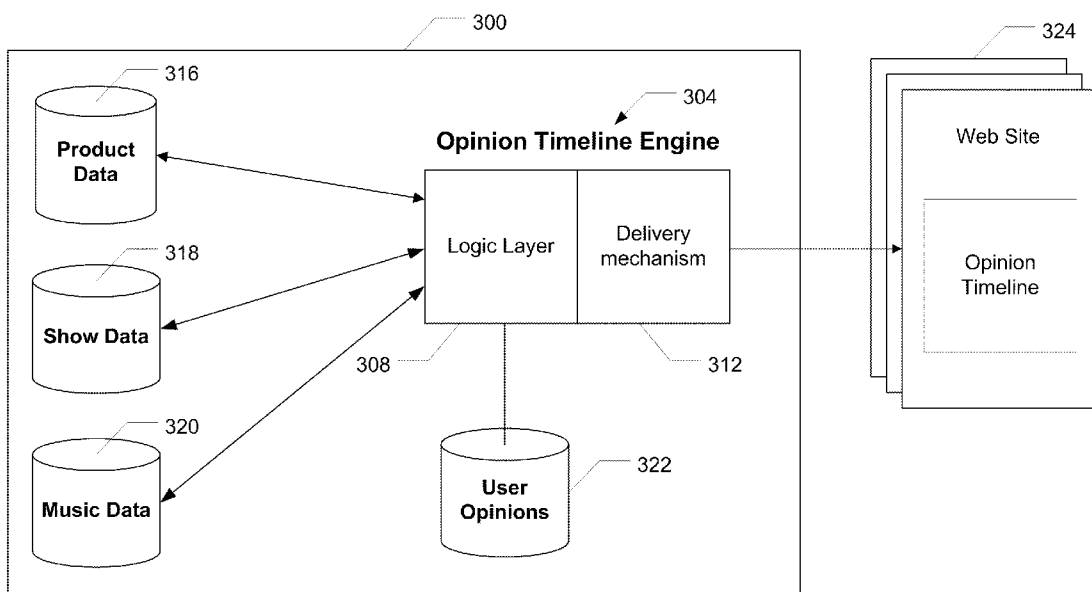 300
324
316
304
Product
Data
Opinion Timeline Engine
Web Site
318
Logic Layer
Delivery
mechanism
Opinion
Timeline
Show Data
308
312
320
322
Music Data
User
Opinions